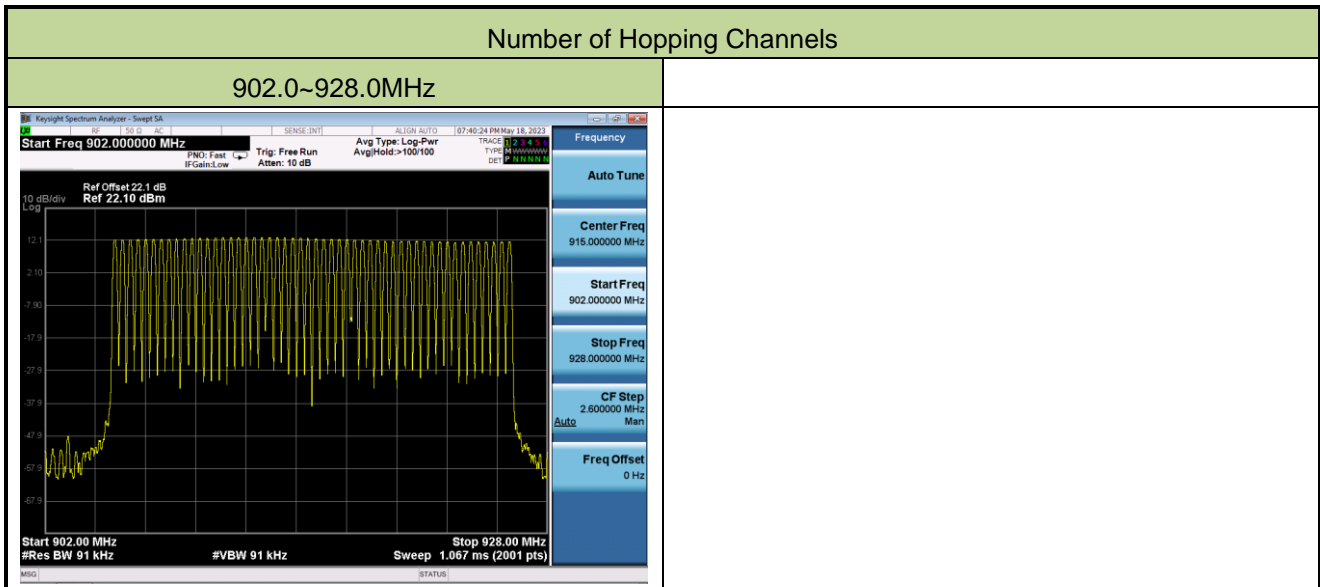 Number of Hopping Channels
902.0~928.0MHz
Keysight Spectrum Analyzer - Swept SA
RF 50 Ω AC SENSE:INT ALIGN AUTO 07:40:24 PM May 18, 2023
Start Freq 902.000000 MHz
PNO: Fast
IFGain:Low
Trig: Free Run
Atten: 10 dB
Avg Type: Log-Pwr
Avg|Hold:>100/100
TRACE 1 2 3 4 5 6
TYPE M WWWWW
DET P N N N N N
Ref Offset 22.1 dB
10 dB/div Ref 22.10 dBm
Log
12.1
2.10
-7.90
-17.9
-27.9
-37.9
-47.9
-57.9
-67.9
Start 902.00 MHz Stop 928.00 MHz
#Res BW 91 kHz #VBW 91 kHz Sweep 1.067 ms (2001 pts)
MSG STATUS
Frequency
Auto Tune
Center Freq
915.000000 MHz
Start Freq
902.000000 MHz
Stop Freq
928.000000 MHz
CF Step
2.600000 MHz
Auto Man
Freq Offset
0 Hz